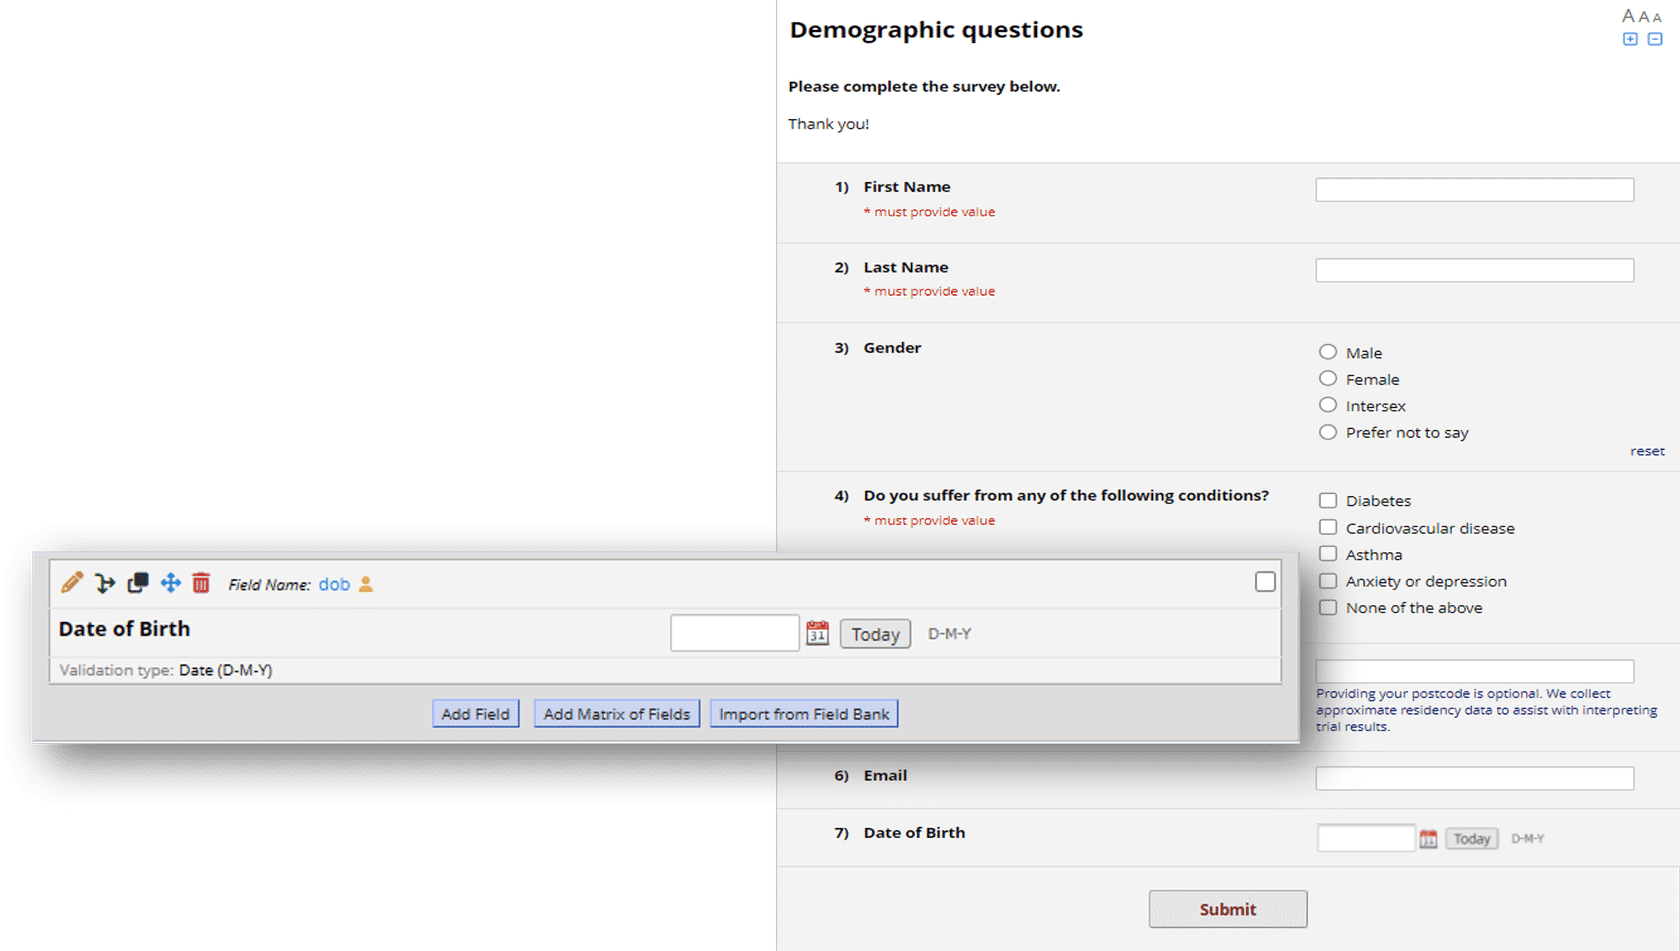 Demographic questions
A A A
Please complete the survey below.
Thank you!
1) First Name
* must provide value
2) Last Name
* must provide value
3) Gender
Male
Female
Intersex
Prefer not to say
reset
4) Do you suffer from any of the following conditions?
* must provide value
Diabetes
Cardiovascular disease
Asthma
Anxiety or depression
None of the above
Field Name: dob
Date of Birth
31
Today
D-M-Y
Validation type: Date (D-M-Y)
Add Field
Add Matrix of Fields
Import from Field Bank
Providing your postcode is optional. We collect
approximate residency data to assist with interpreting
trial results.
6) Email
7) Date of Birth
31
Today
D-M-Y
Submit